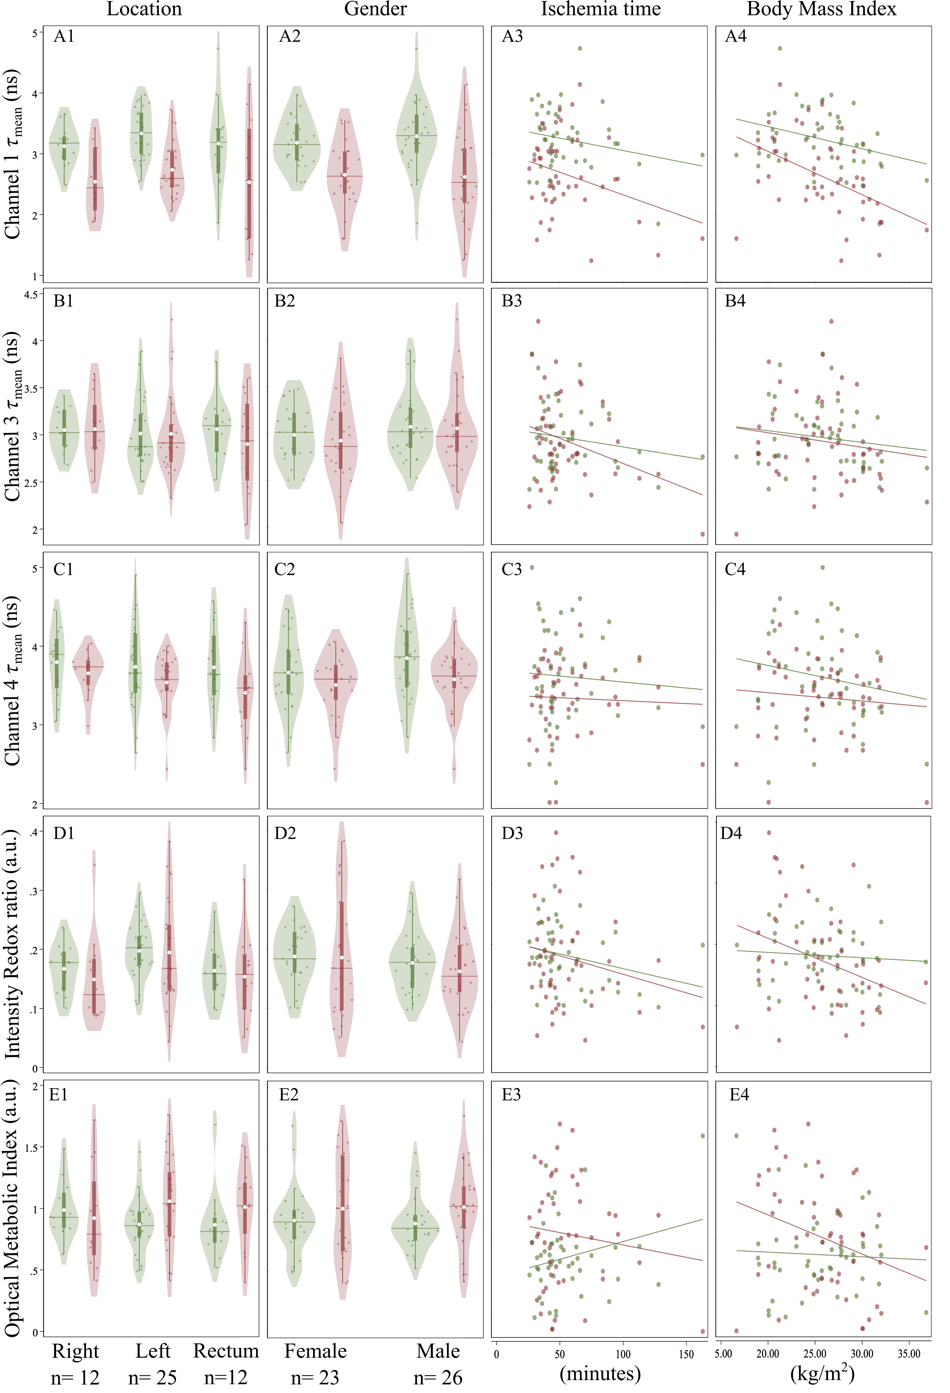 Location Gender Ischemia time Body Mass Index
Channel 1 τmean (ns)
5
4
3
2
1
A1 A2 A3 A4
Channel 3 τmean (ns)
4.5
4
3.5
3
2.5
2
B1 B2 B3 B4
Channel 4 τmean (ns)
5
4
3
2
C1 C2 C3 C4
Intensity Redox ratio (a.u.)
.4
.3
.2
.1
0
D1 D2 D3 D4
Optical Metabolic Index (a.u.)
2
1.5
1
.5
0
E1 E2 E3 E4
0 50 100 150 5.00 20.00 25.00 30.00 35.00
Right Left Rectum Female Male (minutes) (kg/m²)
n= 12 n= 25 n=12 n= 23 n= 26